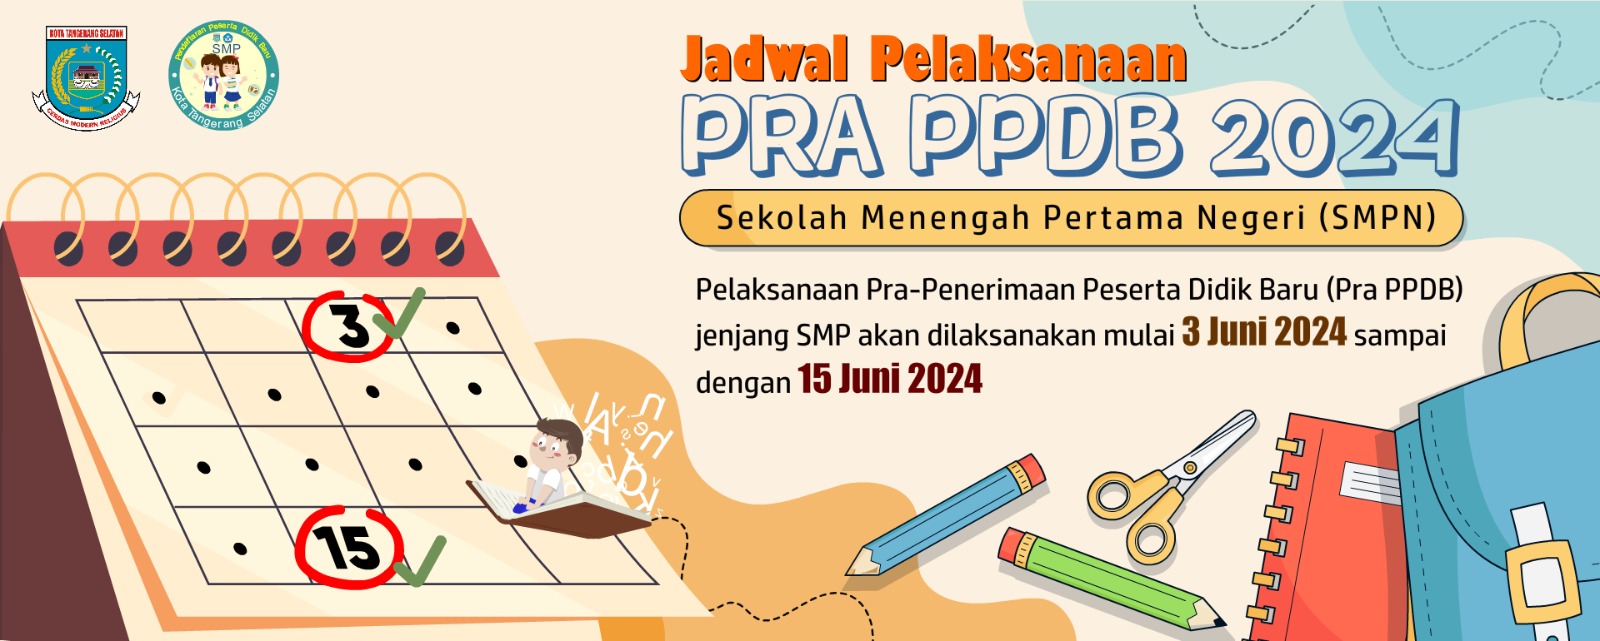 KOTA TANGERANG SELATAN
CERDAS MODERN RELIGIUS
Pendaftaran Peserta Didik Baru
SMP
Kota Tangerang Selatan
Jadwal Pelaksanaan
PRA PPDB 2024
Sekolah Menengah Pertama Negeri (SMPN)
Pelaksanaan Pra-Penerimaan Peserta Didik Baru (Pra PPDB)
jenjang SMP akan dilaksanakan mulai 3 Juni 2024 sampai
dengan 15 Juni 2024
3
15